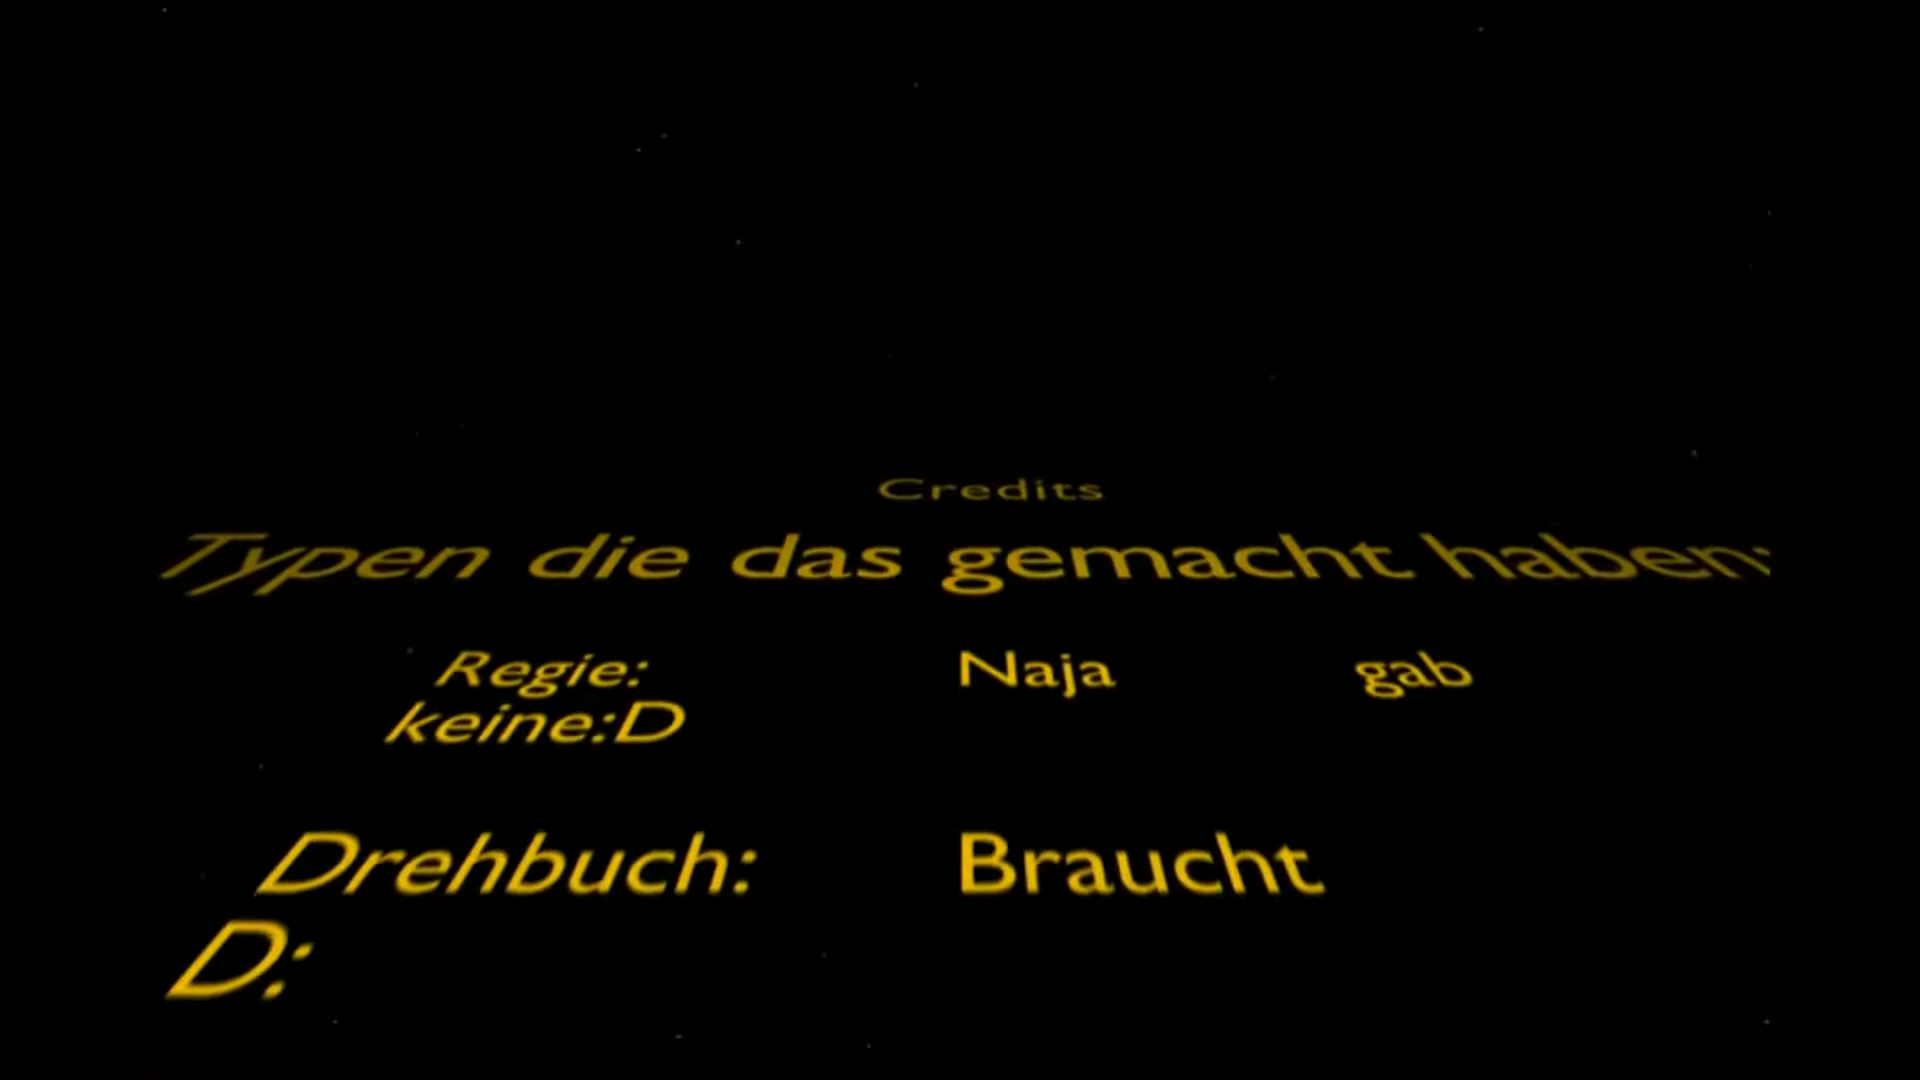 Credits
Typen die das gemacht haben:
Regie: Naja gab
keine:D
Drehbuch: Braucht
D: